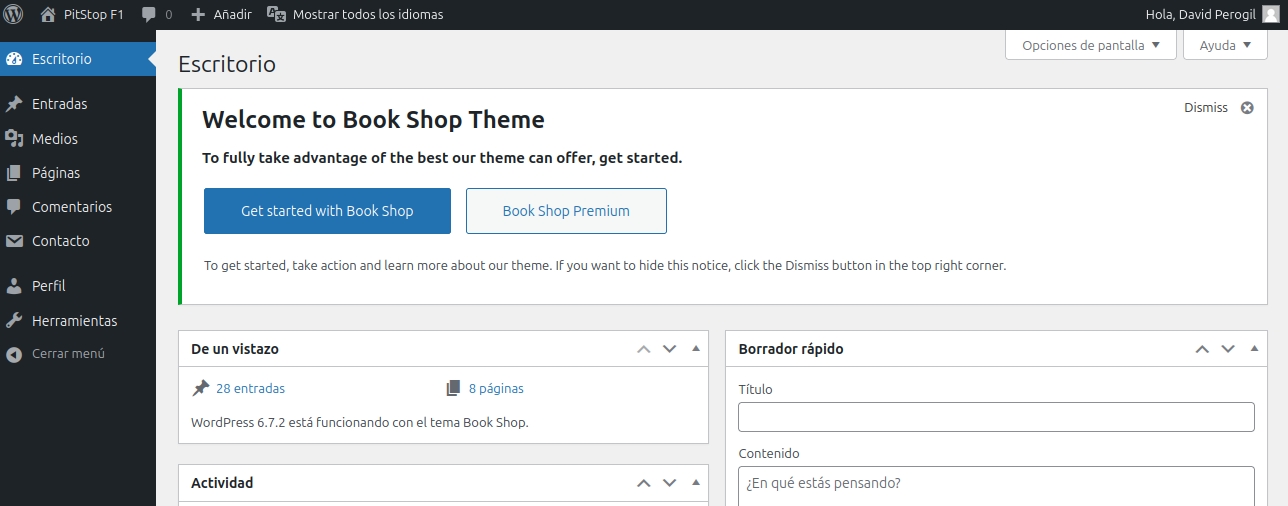 PitStop F1
0
Añadir
Mostrar todos los idiomas
Hola, David Perogil
Escritorio
Entradas
Medios
Páginas
Comentarios
Contacto
Perfil
Herramientas
Cerrar menú
Opciones de pantalla
Ayuda
Escritorio
Dismiss
Welcome to Book Shop Theme
To fully take advantage of the best our theme can offer, get started.
Get started with Book Shop
Book Shop Premium
To get started, take action and learn more about our theme. If you want to hide this notice, click the Dismiss button in the top right corner.
De un vistazo
28 entradas
8 páginas
WordPress 6.7.2 está funcionando con el tema Book Shop.
Actividad
Borrador rápido
Título
Contenido
¿En qué estás pensando?